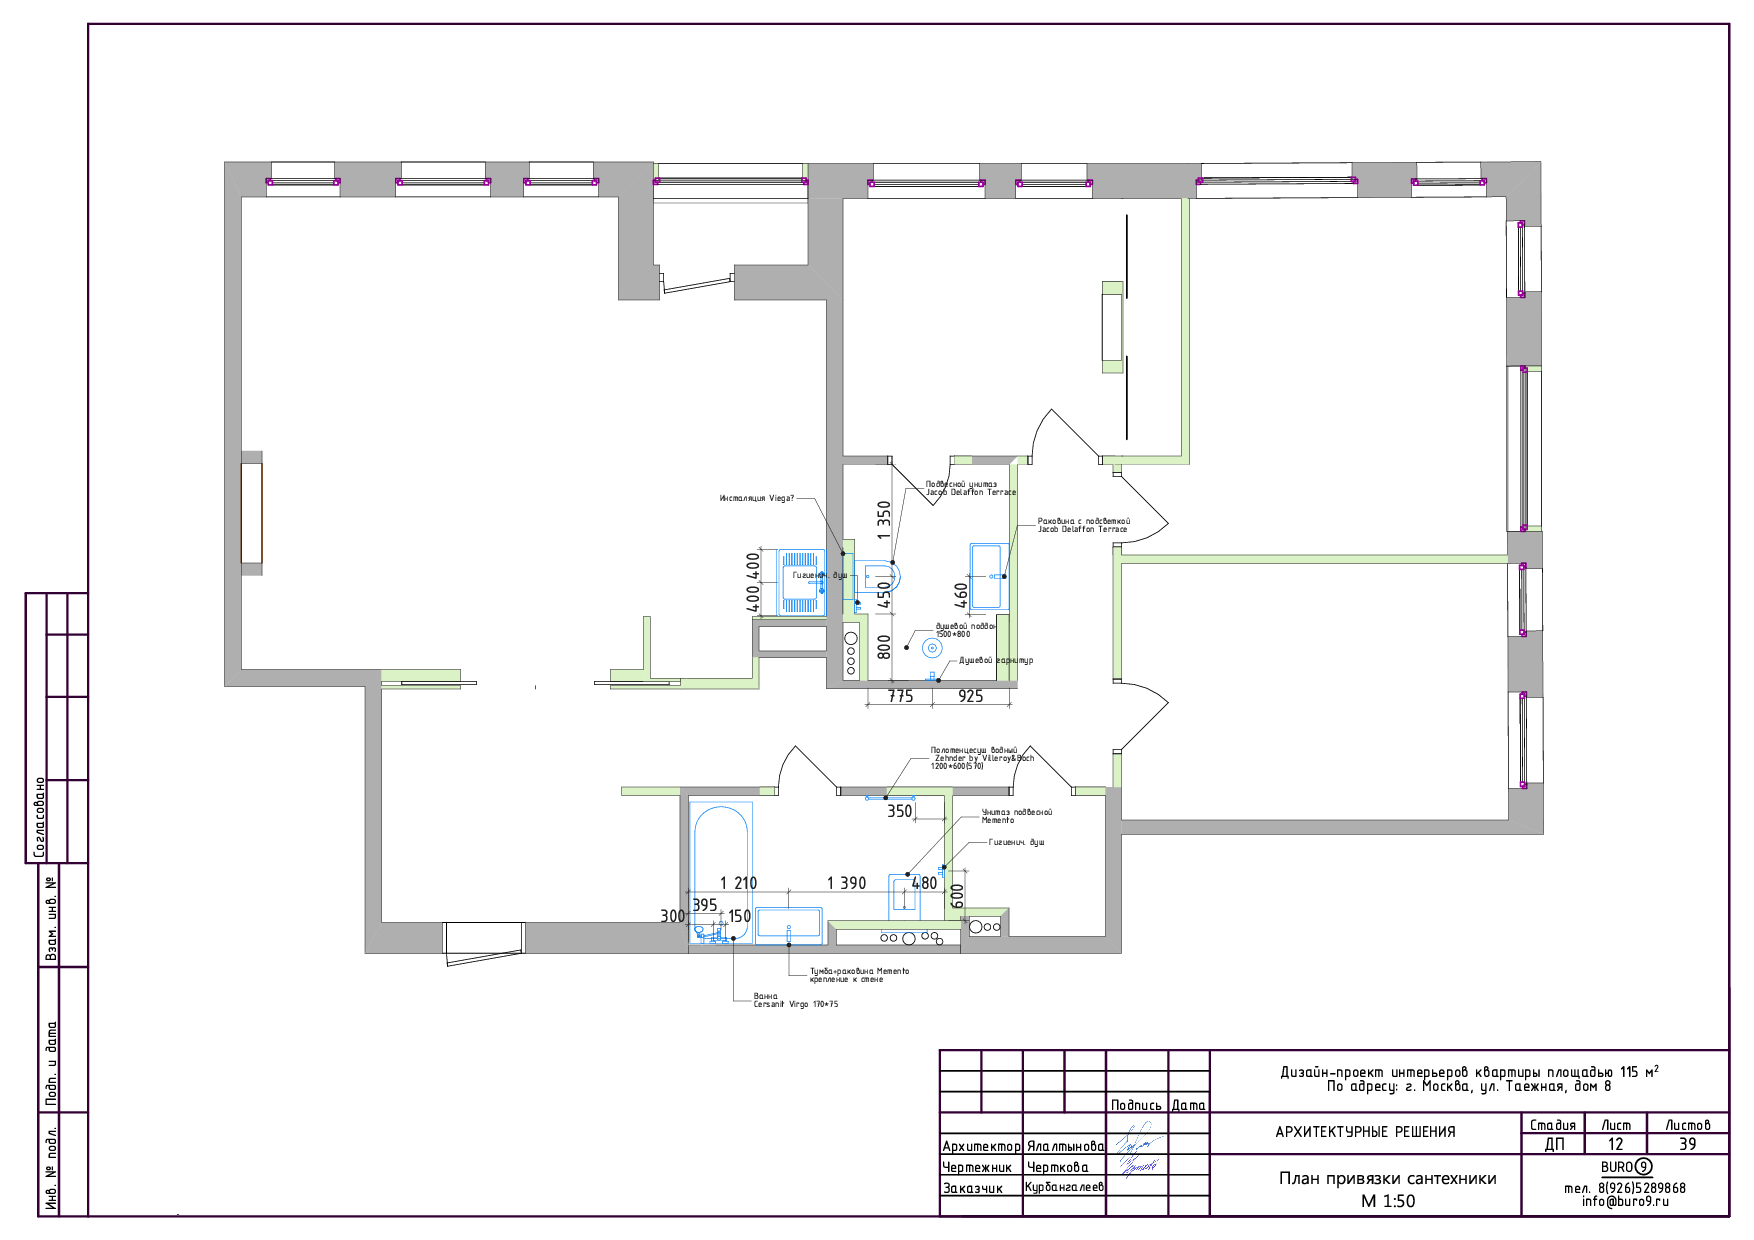 Инсталяция Viega?
Подвесной унитаз
Jacob Delaffon Terrace
Раковина с подсветкой
Jacob Delaffon Terrace
1 350
400
400
Гигиенич. душ
450
460
душевой поддон
1500*800
800
Душевой гарнитур
775
925
Полотенцесуш водный
Zehnder by Villeroy&Boch
1200*600(570)
350
Унитаз подвесной
Memento
Гигиенич. душ
1 210
1 390
480
600
395
300
150
Тумба+раковина Memento
крепление к стене
Ванна
Cersanit Virgo 170*75
Согласовано
Взам. инв. №
Подп. и дата
Инв. № подл.
Дизайн-проект интерьеров квартиры площадью 115 м²
По адресу: г. Москва, ул. Таежная, дом 8
Подпись Дата
АРХИТЕКТУРНЫЕ РЕШЕНИЯ
Стадия Лист Листов
ДП 12 39
Архитектор Ялалтынова
Чертежник Черткова
Заказчик Курбангалеев
План привязки сантехники
М 1:50
BURO 9
тел. 8(926)5289868
info@buro9.ru